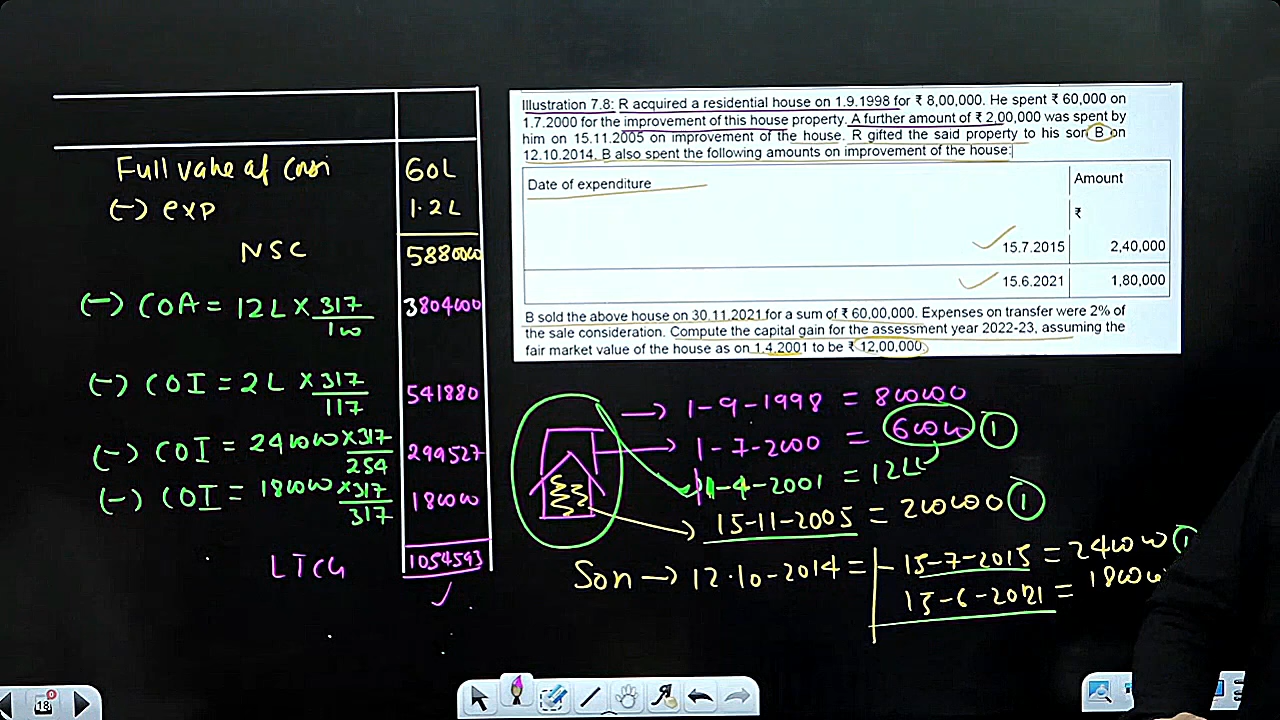 Full value of Consi 60L
(-) exp 1.2L
NSC 5880000
(-) COA = 12L × 317/100 3804000
(-) COI = 2L × 317/117 541880
(-) COI = 240000 × 317/254 299527
(-) COI = 180000 × 317/317 180000
LTCG 1054593
Illustration 7.8: R acquired a residential house on 1.9.1998 for ₹ 8,00,000. He spent ₹ 60,000 on
1.7.2000 for the improvement of this house property. A further amount of ₹ 2,00,000 was spent by
him on 15.11.2005 on improvement of the house. R gifted the said property to his son B on
12.10.2014. B also spent the following amounts on improvement of the house:
Date of expenditure Amount
₹
15.7.2015 2,40,000
15.6.2021 1,80,000
B sold the above house on 30.11.2021 for a sum of ₹ 60,00,000. Expenses on transfer were 2% of
the sale consideration. Compute the capital gain for the assessment year 2022-23, assuming the
fair market value of the house as on 1.4.2001 to be ₹ 12,00,000.
→ 1-9-1998 = 800000
→ 1-7-2000 = 60000 1
→ 1-4-2001 = 12L
→ 15-11-2005 = 200000 1
Son → 12-10-2014 = - 15-7-2015 = 240000 1
15-6-2021 = 180000
18
0